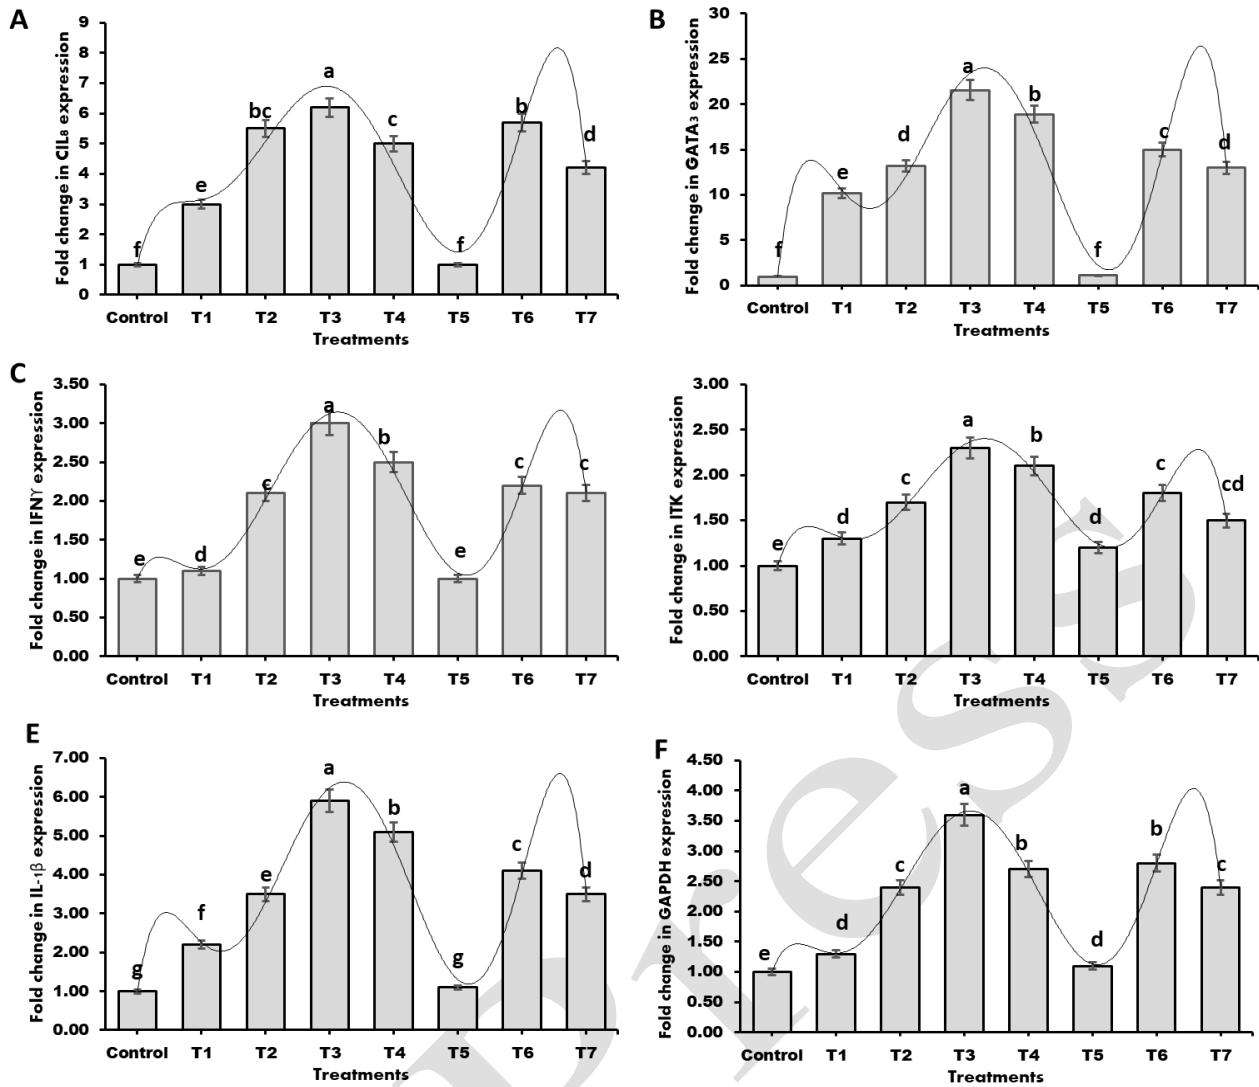 A
Fold change in CIL8 expression
9
8
7
6
5
4
3
2
1
0
f
e
bc
a
c
f
b
d
Control T1 T2 T3 T4 T5 T6 T7
Treatments
B
Fold change in GATA3 expression
30
25
20
15
10
5
0
f
e
d
a
b
f
c
d
Control T1 T2 T3 T4 T5 T6 T7
Treatments
C
Fold change in IFNγ expression
3.50
3.00
2.50
2.00
1.50
1.00
0.50
0.00
e
d
c
a
b
e
c
c
Control T1 T2 T3 T4 T5 T6 T7
Treatments
Fold change in ITK expression
3.00
2.50
2.00
1.50
1.00
0.50
0.00
e
d
c
a
b
d
c
cd
Control T1 T2 T3 T4 T5 T6 T7
Treatments
E
Fold change in IL-1β expression
7.00
6.00
5.00
4.00
3.00
2.00
1.00
0.00
g
f
e
a
b
g
c
d
Control T1 T2 T3 T4 T5 T6 T7
Treatments
F
Fold change in GAPDH expression
4.50
4.00
3.50
3.00
2.50
2.00
1.50
1.00
0.50
0.00
e
d
c
a
b
d
b
c
Control T1 T2 T3 T4 T5 T6 T7
Treatments
Press